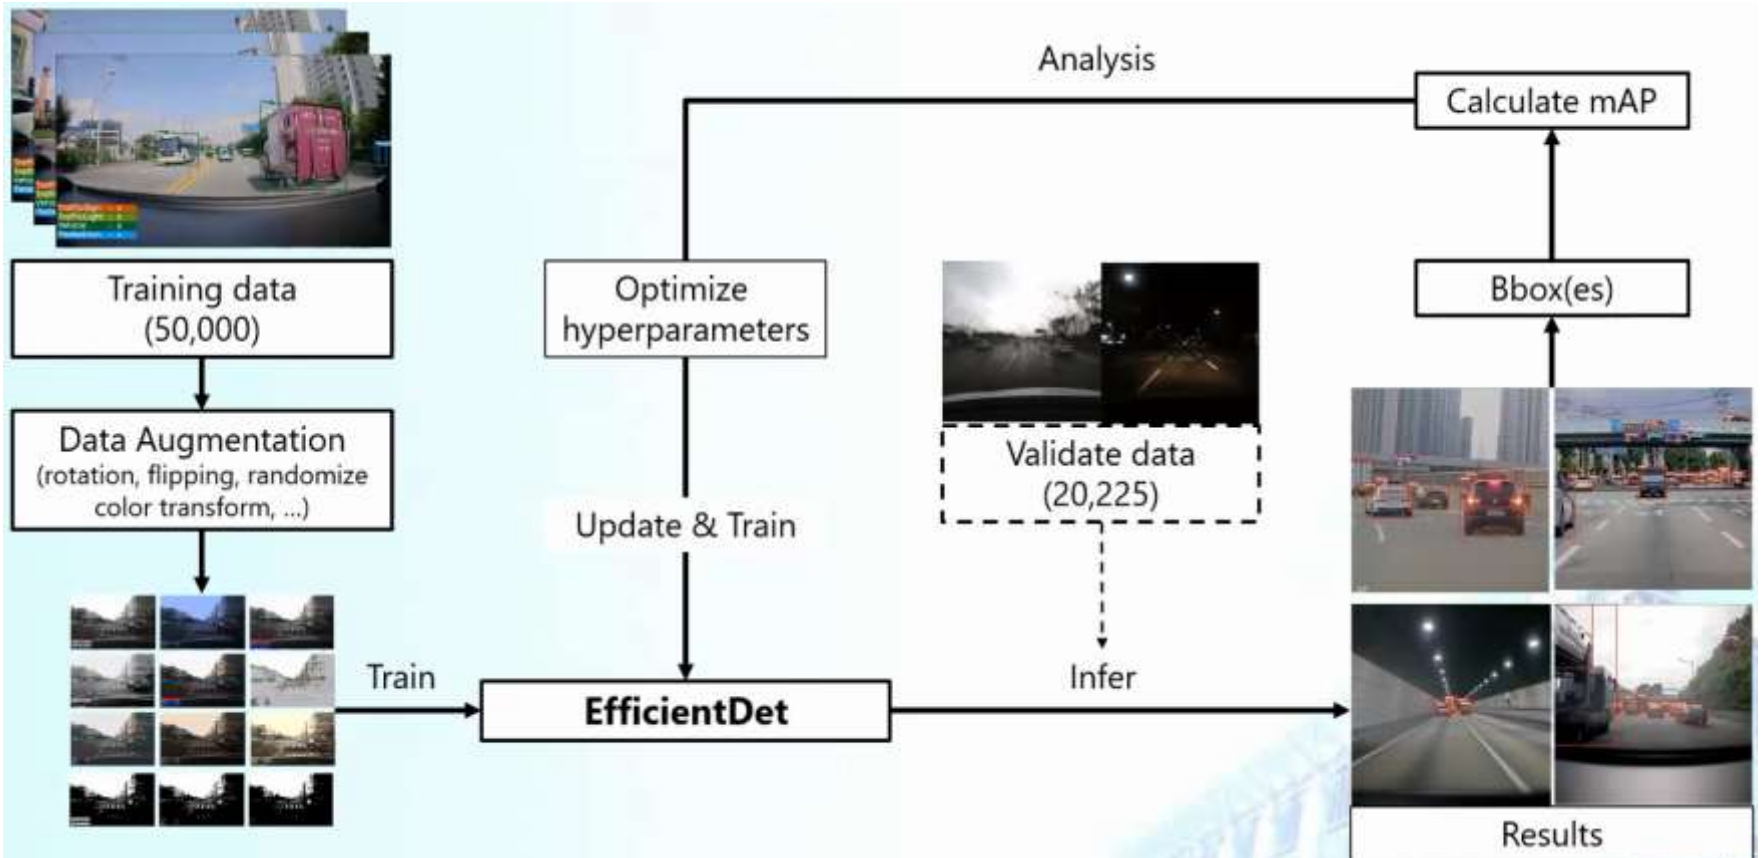 Analysis
Calculate mAP
Training data
(50,000)
Optimize
hyperparameters
Bbox(es)
Data Augmentation
(rotation, flipping, randomize
color transform, ...)
Validate data
(20,225)
Update & Train
Train
EfficientDet
Infer
Results